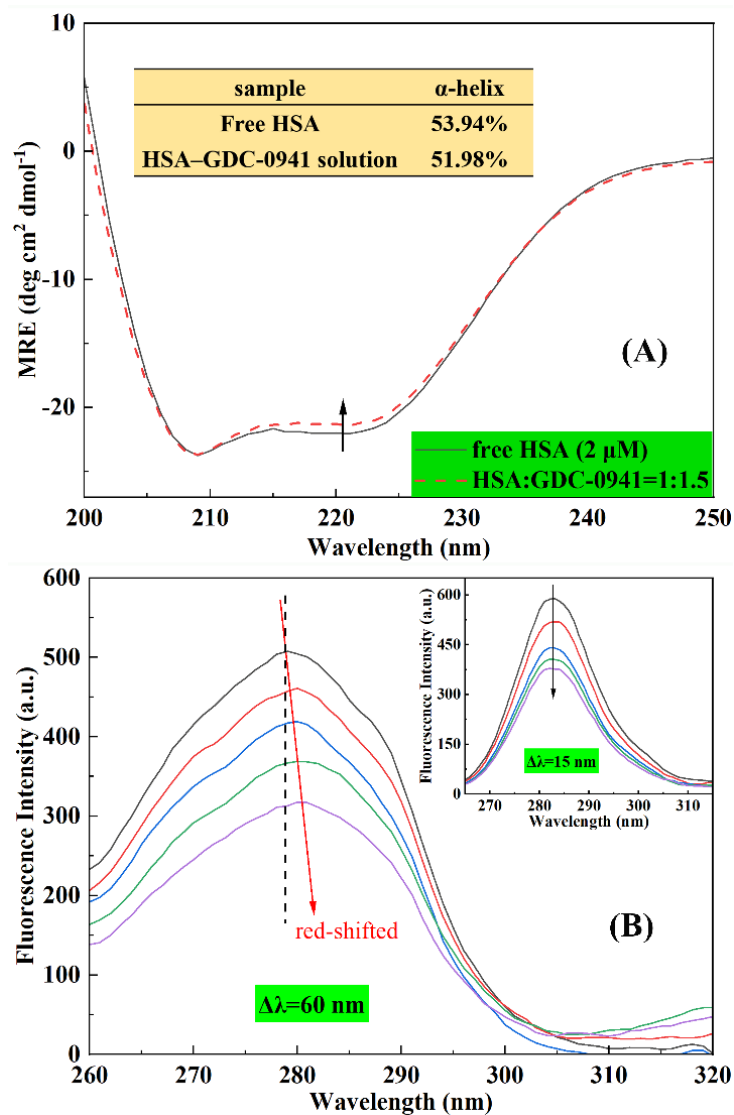 10
0
-10
-20
MRE (deg cm² dmol⁻¹)
sample α-helix
Free HSA 53.94%
HSA–GDC-0941 solution 51.98%
(A)
free HSA (2 μM)
HSA:GDC-0941=1:1.5
200 210 220 230 240 250
Wavelength (nm)
600
500
400
300
200
100
0
Fluorescence Intensity (a.u.)
600
450
300
150
0
Fluorescence Intensity (a.u.)
Δλ=15 nm
270 280 290 300 310
Wavelength (nm)
red-shifted
(B)
Δλ=60 nm
260 270 280 290 300 310 320
Wavelength (nm)